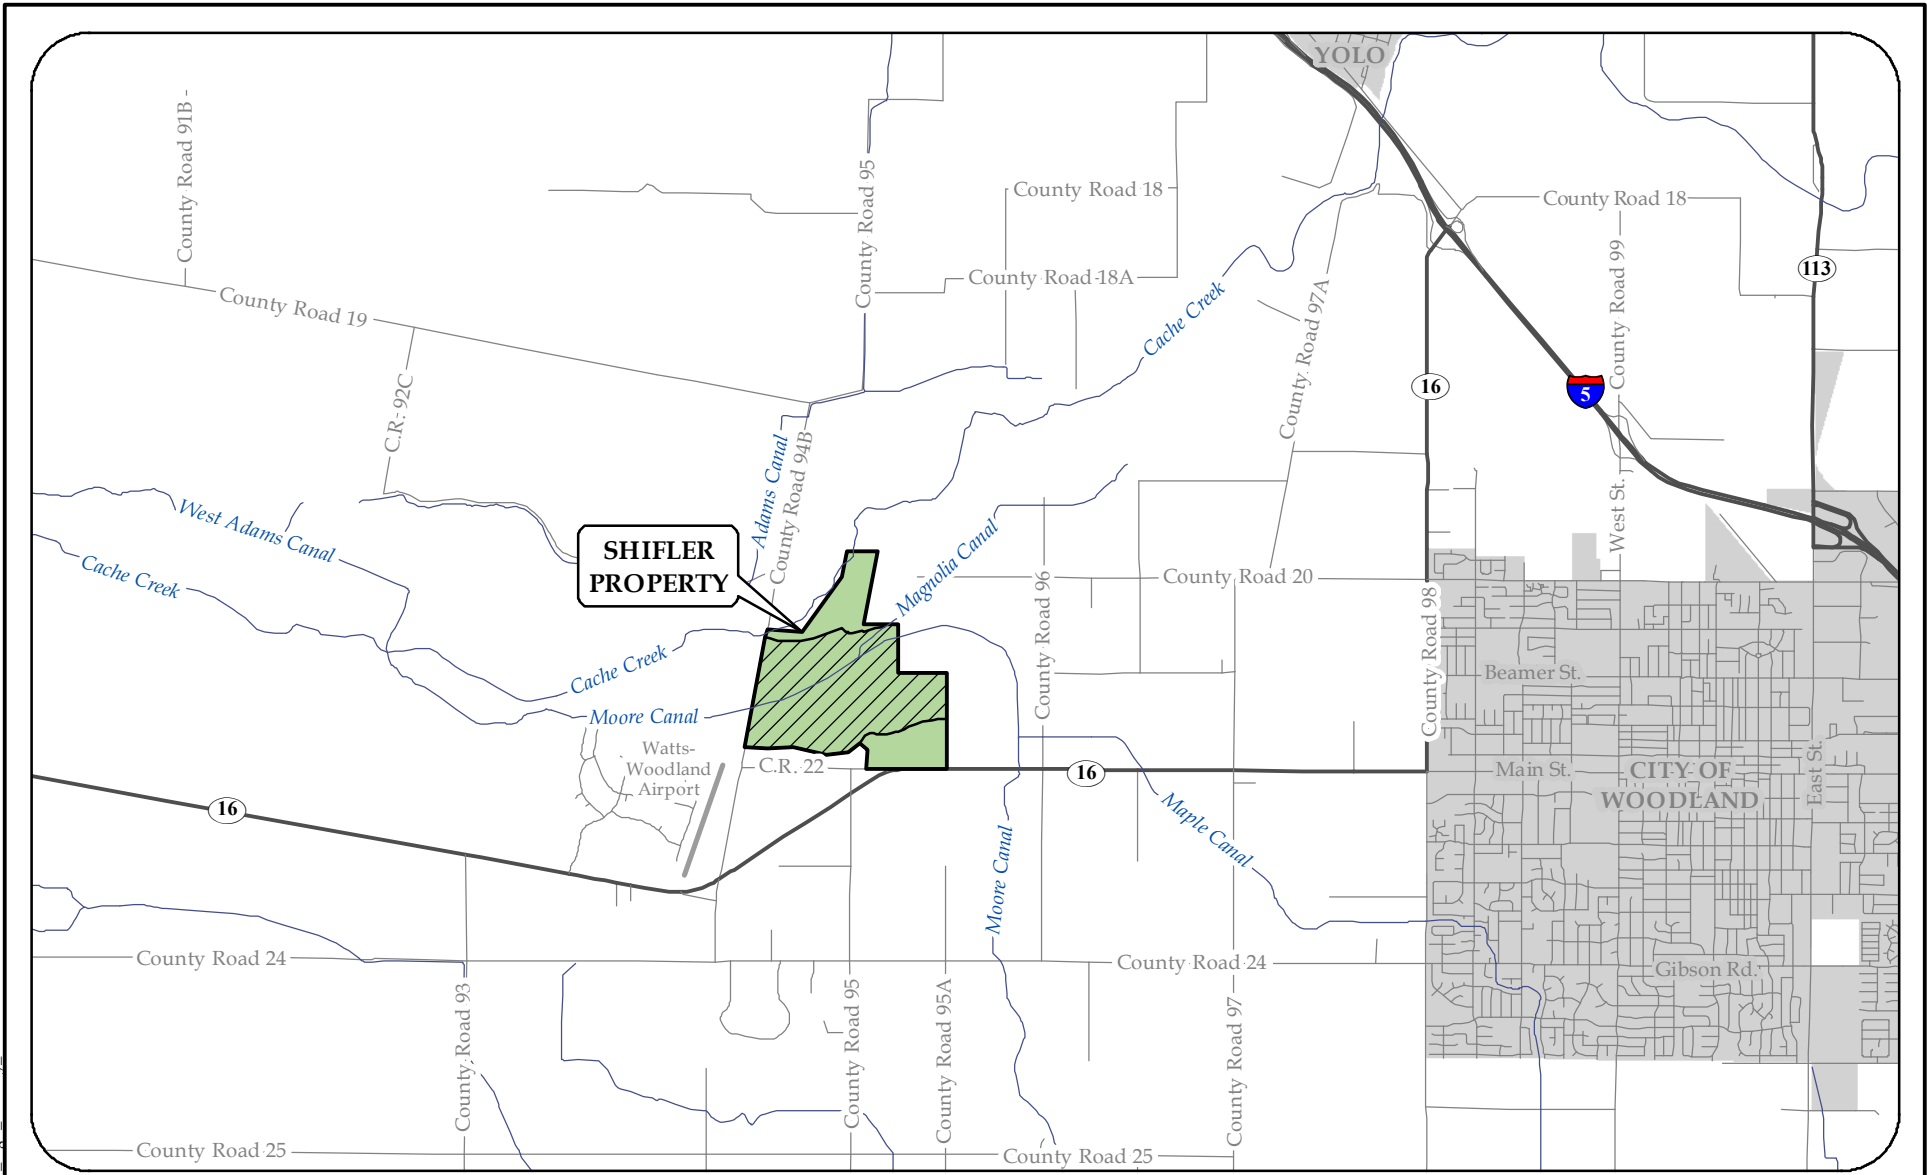 YOLO
County Road 91B
County Road 95
County Road 18
County Road 18
County Road 99
113
County Road 18A
County Road 19
Cache Creek
County Road 97A
16
5
C.R. 92C
Adams Canal
County Road 94B
West Adams Canal
West St.
Magnolia Canal
SHIFLER
PROPERTY
Cache Creek
County Road 20
County Road 96
County Road 98
Cache Creek
Beamer St.
Moore Canal
Watts-
Woodland
Airport
C.R. 22
16
Main St.
CITY OF
WOODLAND
East St.
16
Maple Canal
Moore Canal
County Road 24
County Road 24
Gibson Rd.
County Road 93
County Road 95
County Road 95A
County Road 97
County Road 25
County Road 25